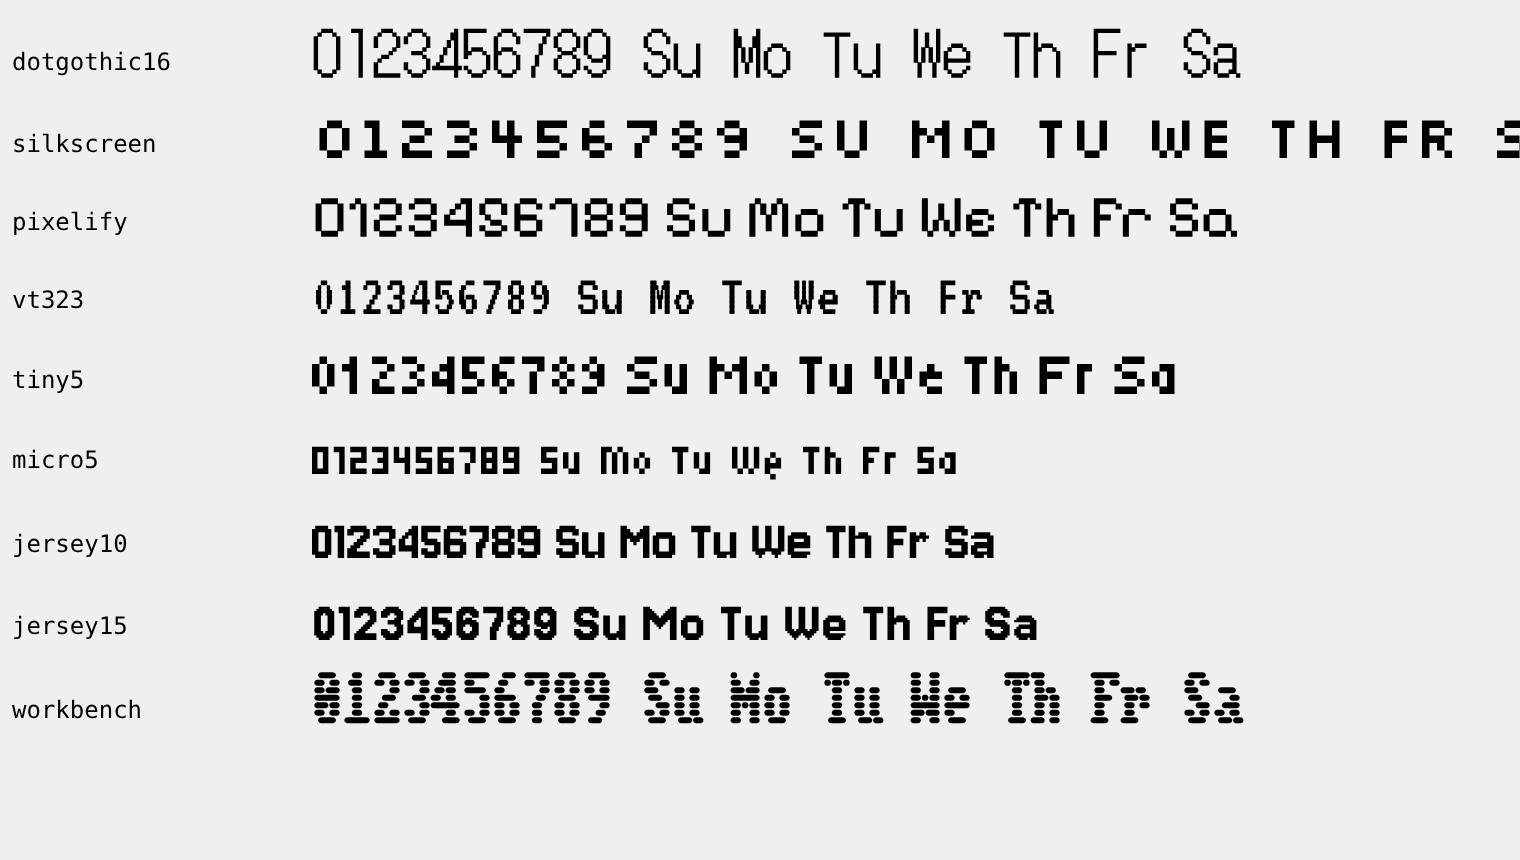 dotgothic16 0123456789 Su Mo Tu We Th Fr Sa
silkscreen 0123456789 SU MO TU WE TH FR S
pixelify 0123456789 Su Mo Tu We Th Fr Sa
vt323 0123456789 Su Mo Tu We Th Fr Sa
tiny5 0123456789 Su Mo Tu We Th Fr Sa
micro5 0123456789 Su Mo Tu We Th Fr Sa
jersey10 0123456789 Su Mo Tu We Th Fr Sa
jersey15 0123456789 Su Mo Tu We Th Fr Sa
workbench 0123456789 Su Mo Tu We Th Fr Sa